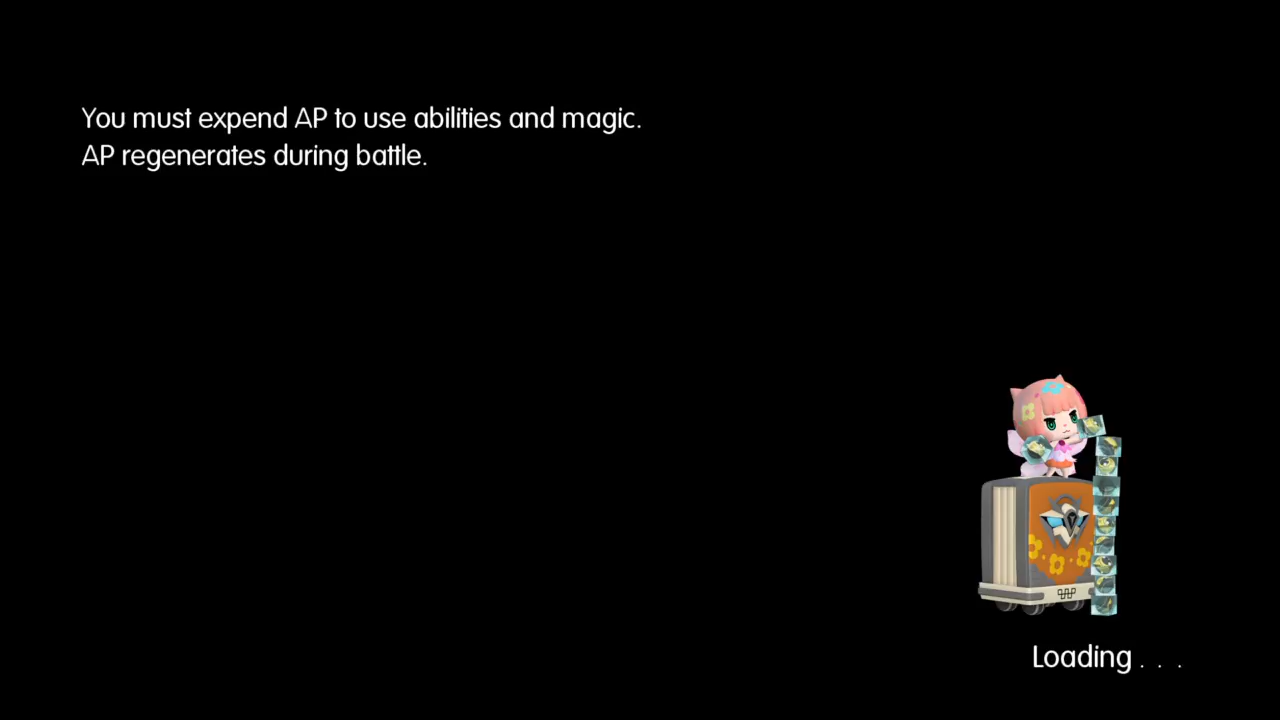 You must expend AP to use abilities and magic.
AP regenerates during battle.
Loading . . .